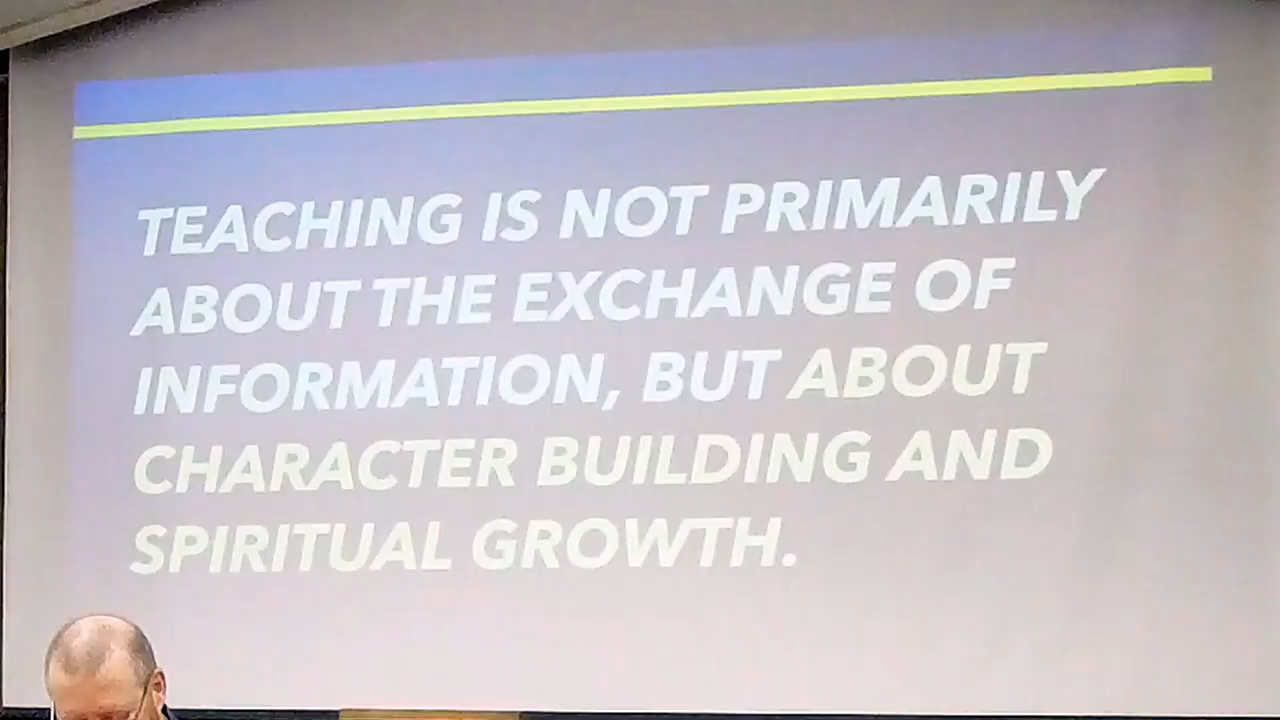 TEACHING IS NOT PRIMARILY
ABOUT THE EXCHANGE OF
INFORMATION, BUT ABOUT
CHARACTER BUILDING AND
SPIRITUAL GROWTH.